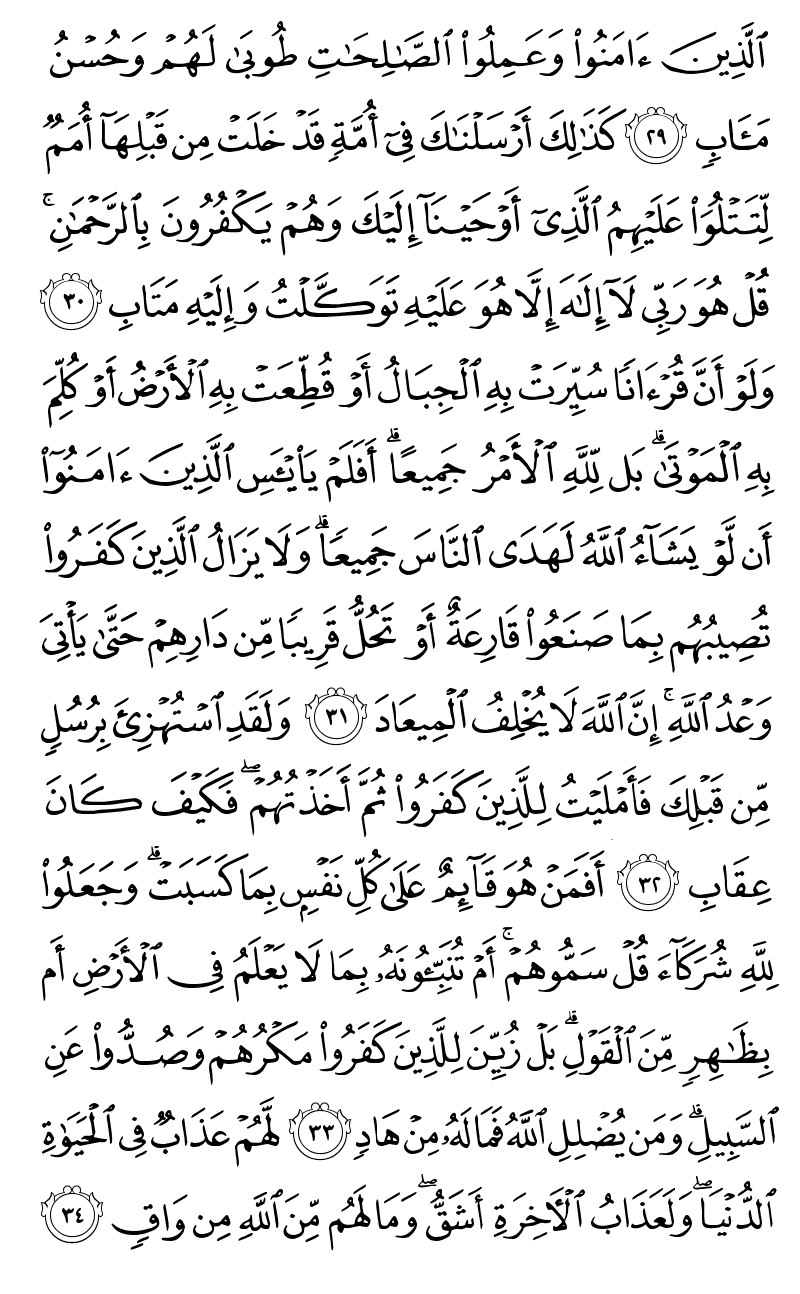 ٱلَّذِينَ ءَامَنُوا۟ وَعَمِلُوا۟ ٱلصَّـٰلِحَـٰتِ طُوبَىٰ لَهُمْ وَحُسْنُ
مَـَٔابٍ ٢٩ كَذَٰلِكَ أَرْسَلْنَـٰكَ فِىٓ أُمَّةٍ قَدْ خَلَتْ مِن قَبْلِهَآ أُمَمٌ
لِّتَتْلُوَا۟ عَلَيْهِمُ ٱلَّذِىٓ أَوْحَيْنَآ إِلَيْكَ وَهُمْ يَكْفُرُونَ بِٱلرَّحْمَـٰنِ ۚ
قُلْ هُوَ رَبِّى لَآ إِلَـٰهَ إِلَّا هُوَ عَلَيْهِ تَوَكَّلْتُ وَإِلَيْهِ مَتَابِ ٣٠
وَلَوْ أَنَّ قُرْءَانًا سُيِّرَتْ بِهِ ٱلْجِبَالُ أَوْ قُطِّعَتْ بِهِ ٱلْأَرْضُ أَوْ كُلِّمَ
بِهِ ٱلْمَوْتَىٰ ۗ بَل لِّلَّهِ ٱلْأَمْرُ جَمِيعًا ۗ أَفَلَمْ يَا۟يْـَٔسِ ٱلَّذِينَ ءَامَنُوٓا۟
أَن لَّوْ يَشَآءُ ٱللَّهُ لَهَدَى ٱلنَّاسَ جَمِيعًا ۗ وَلَا يَزَالُ ٱلَّذِينَ كَفَرُوا۟
تُصِيبُهُم بِمَا صَنَعُوا۟ قَارِعَةٌ أَوْ تَحُلُّ قَرِيبًا مِّن دَارِهِمْ حَتَّىٰ يَأْتِىَ
وَعْدُ ٱللَّهِ ۚ إِنَّ ٱللَّهَ لَا يُخْلِفُ ٱلْمِيعَادَ ٣١ وَلَقَدِ ٱسْتُهْزِئَ بِرُسُلٍ
مِّن قَبْلِكَ فَأَمْلَيْتُ لِلَّذِينَ كَفَرُوا۟ ثُمَّ أَخَذْتُهُمْ ۖ فَكَيْفَ كَانَ
عِقَابِ ٣٢ أَفَمَنْ هُوَ قَآئِمٌ عَلَىٰ كُلِّ نَفْسٍۭ بِمَا كَسَبَتْ ۗ وَجَعَلُوا۟
لِلَّهِ شُرَكَآءَ قُلْ سَمُّوهُمْ ۚ أَمْ تُنَبِّـُٔونَهُۥ بِمَا لَا يَعْلَمُ فِى ٱلْأَرْضِ أَم
بِظَـٰهِرٍ مِّنَ ٱلْقَوْلِ ۗ بَلْ زُيِّنَ لِلَّذِينَ كَفَرُوا۟ مَكْرُهُمْ وَصُدُّوا۟ عَنِ
ٱلسَّبِيلِ ۗ وَمَن يُضْلِلِ ٱللَّهُ فَمَا لَهُۥ مِنْ هَادٍ ٣٣ لَّهُمْ عَذَابٌ فِى ٱلْحَيَوٰةِ
ٱلدُّنْيَا ۖ وَلَعَذَابُ ٱلْـَٔاخِرَةِ أَشَقُّ ۖ وَمَا لَهُم مِّنَ ٱللَّهِ مِن وَاقٍ ٣٤